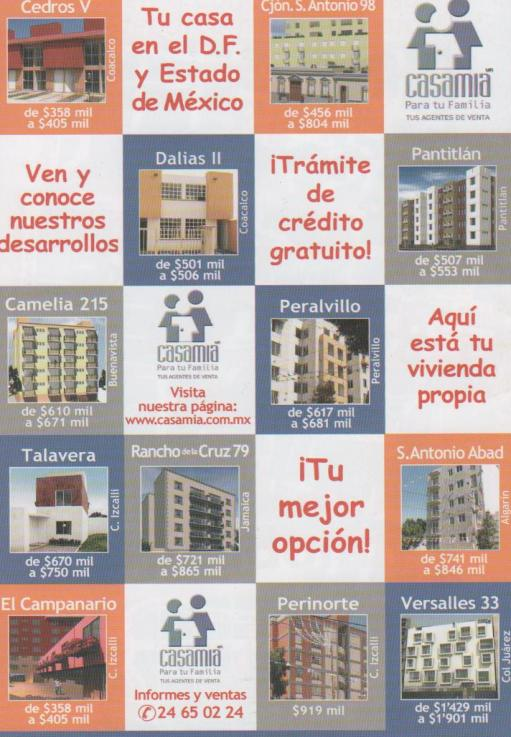 Cedros V
Coacalco
de $358 mil
a $405 mil
Tu casa
en el D.F.
y Estado
de México
Cjón. S. Antonio 98
de $456 mil
a $804 mil
casamia
Para tu Familia
TUS AGENTES DE VENTA
Ven y
conoce
nuestros
desarrollos
Dalias II
Coacalco
de $501 mil
a $506 mil
¡Trámite
de
crédito
gratuito!
Pantitlán
Pantitlán
de $507 mil
a $553 mil
Camelia 215
Buenavista
de $610 mil
a $671 mil
casamia
Para tu Familia
TUS AGENTES DE VENTA
Visita
nuestra página:
www.casamia.com.mx
Peralvillo
Peralvillo
de $617 mil
a $681 mil
Aquí
está tu
vivienda
propia
Talavera
C. Izcalli
de $670 mil
a $750 mil
Rancho de la Cruz 79
Jamaica
de $721 mil
a $865 mil
¡Tu
mejor
opción!
S.Antonio Abad
Algarin
de $741 mil
a $846 mil
El Campanario
C. Izcalli
de $358 mil
a $405 mil
casamia
Para tu Familia
TUS AGENTES DE VENTA
Informes y ventas
✆24 65 02 24
Perinorte
C. Izcalli
$919 mil
Versalles 33
Col Juárez
de $1'429 mil
a $1'901 mil